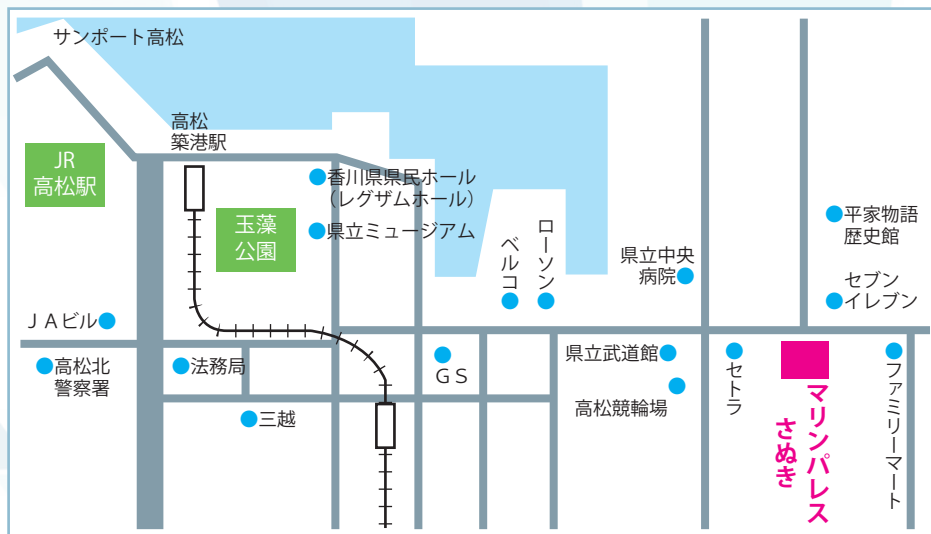 サンポート高松
高松
築港駅
JR
高松駅
香川県県民ホール
（レグザムホール）
玉藻
公園
県立ミュージアム
ベルコ
ローソン
県立中央
病院
平家物語
歴史館
セブン
イレブン
ＪＡビル
高松北
警察署
法務局
三越
ＧＳ
県立武道館
高松競輪場
セトラ
マリンパレス
さぬき
ファミリーマート